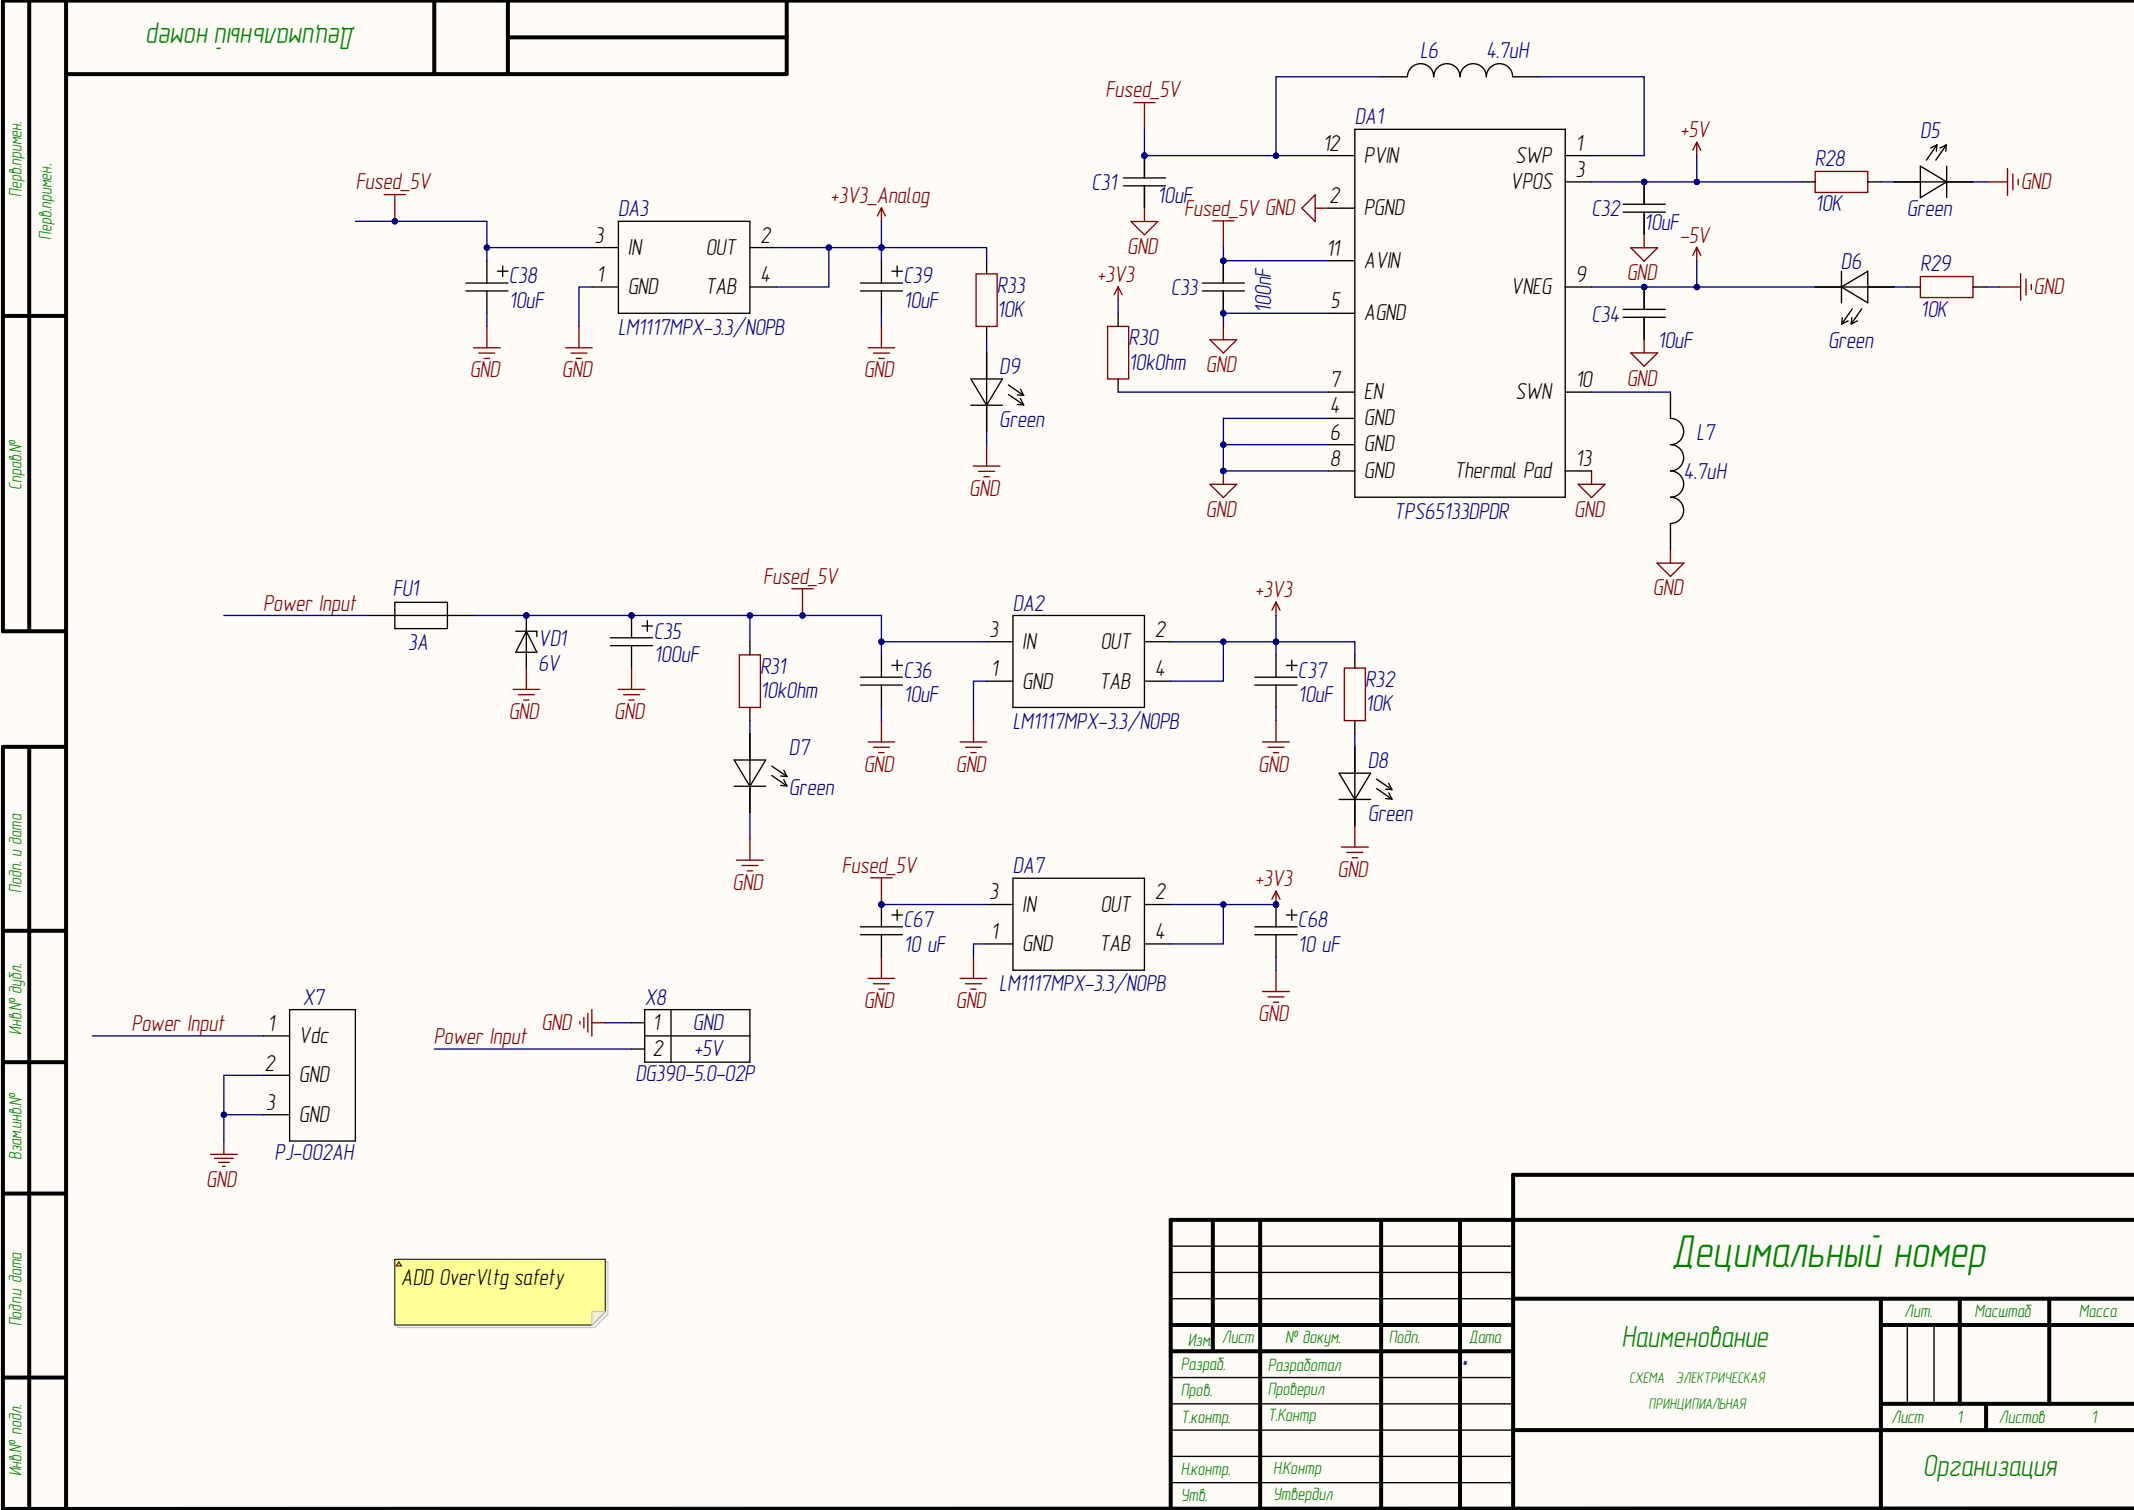 Децимальный номер
Перв.примен.
Перв.примен.
Справ.№
Подп. и дата
Инв.№ дубл.
Взам.инв.№
Подпи дата
Инв.№ подл.
Fused_5V
DA3
3
IN
OUT
2
1
GND
TAB
4
LM1117MPX-3.3/NOPB
+3V3_Analog
C38
10uF
GND
GND
C39
10uF
GND
R33
10K
D9
Green
GND
L6
4.7uH
Fused_5V
C31
10uF
GND
DA1
12
PVIN
2
PGND
11
AVIN
5
AGND
7
EN
4
GND
6
GND
8
GND
SWP
1
VPOS
3
VNEG
9
SWN
10
Thermal Pad
13
TPS65133DPDR
Fused_5V
GND
C33
100nF
GND
+3V3
R30
10kOhm
GND
GND
+5V
C32
10uF
GND
R28
10K
D5
Green
GND
-5V
C34
10uF
GND
D6
Green
R29
10K
GND
L7
4.7uH
GND
Power Input
FU1
3A
VD1
6V
GND
C35
100uF
GND
R31
10kOhm
D7
Green
GND
Fused_5V
C36
10uF
GND
DA2
3
IN
OUT
2
1
GND
TAB
4
LM1117MPX-3.3/NOPB
GND
+3V3
C37
10uF
GND
R32
10K
D8
Green
GND
Fused_5V
C67
10 uF
GND
DA7
3
IN
OUT
2
1
GND
TAB
4
LM1117MPX-3.3/NOPB
GND
+3V3
C68
10 uF
GND
X7
Power Input
1
Vdc
2
GND
3
GND
PJ-002AH
GND
X8
GND
1
GND
Power Input
2
+5V
DG390-5.0-02P
ADD OverVltg safety
Децимальный номер
Изм
Лист
№ докум.
Подп.
Дата
Разраб.
Разработал
Пров.
Проверил
Т.контр.
Т.Контр
Н.контр.
Н.Контр
Утв.
Утвердил
Наименование
СХЕМА ЭЛЕКТРИЧЕСКАЯ
ПРИНЦИПИАЛЬНАЯ
Лит.
Масштаб
Масса
Лист 1
Листов 1
Организация